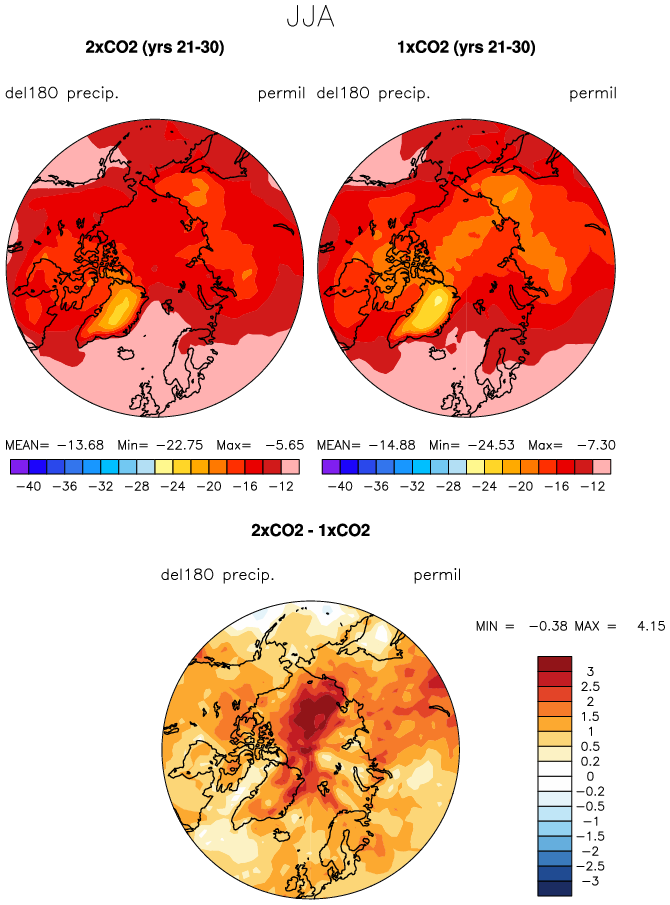 JJA
2xCO2 (yrs 21-30) 1xCO2 (yrs 21-30)
del18O precip. permil del18O precip. permil
MEAN= -13.68 Min= -22.75 Max= -5.65 MEAN= -14.88 Min= -24.53 Max= -7.30
-40 -36 -32 -28 -24 -20 -16 -12 -40 -36 -32 -28 -24 -20 -16 -12
2xCO2 - 1xCO2
del18O precip. permil
MIN = -0.38 MAX = 4.15
3
2.5
2
1.5
1
0.5
0.2
0
-0.2
-0.5
-1
-1.5
-2
-2.5
-3